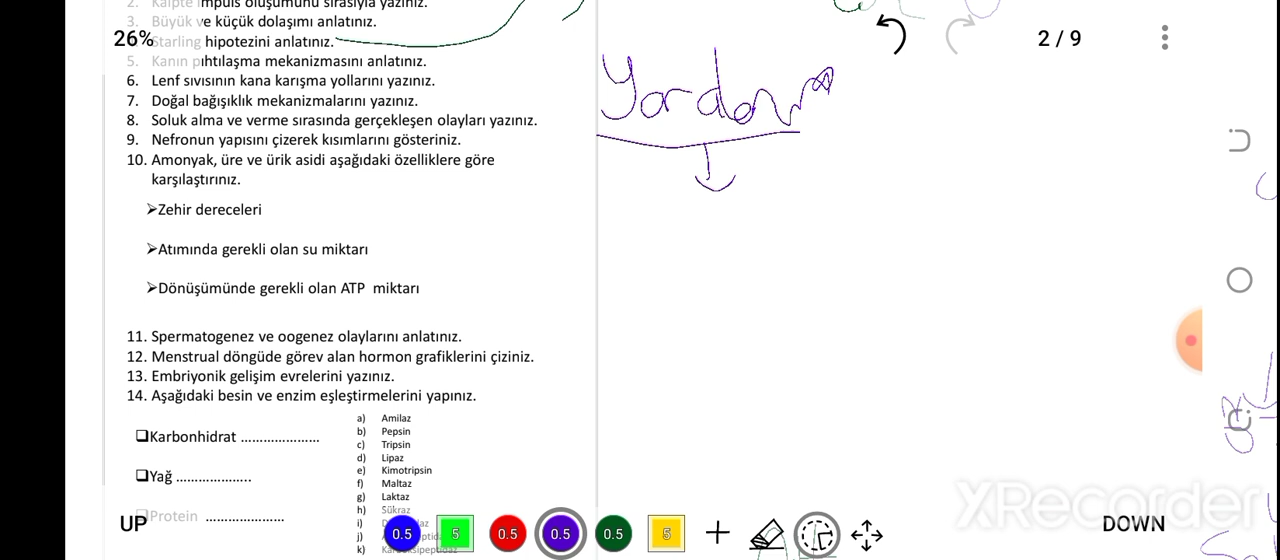 2. Kalpte impuls oluşumunu sırasıyla yazınız.
3. Büyük ve küçük dolaşımı anlatınız.
26%
Starling hipotezini anlatınız.
2 / 9
5. Kanın pıhtılaşma mekanizmasını anlatınız.
6. Lenf sıvısının kana karışma yollarını yazınız.
7. Doğal bağışıklık mekanizmalarını yazınız.
8. Soluk alma ve verme sırasında gerçekleşen olayları yazınız.
9. Nefronun yapısını çizerek kısımlarını gösteriniz.
10. Amonyak, üre ve ürik asidi aşağıdaki özelliklere göre
karşılaştırınız.
➢Zehir dereceleri
➢Atımında gerekli olan su miktarı
➢Dönüşümünde gerekli olan ATP miktarı
11. Spermatogenez ve oogenez olaylarını anlatınız.
12. Menstrual döngüde görev alan hormon grafiklerini çiziniz.
13. Embriyonik gelişim evrelerini yazınız.
14. Aşağıdaki besin ve enzim eşleştirmelerini yapınız.
❑Karbonhidrat .....................
❑Yağ ...................
❑Protein .....................
a) Amilaz
b) Pepsin
c) Tripsin
d) Lipaz
e) Kimotripsin
f) Maltaz
g) Laktaz
h) Sükraz
i)
j)
k) Karboksipeptidaz
UP
0.5
5
0.5
0.5
0.5
5
DOWN
XRecorder